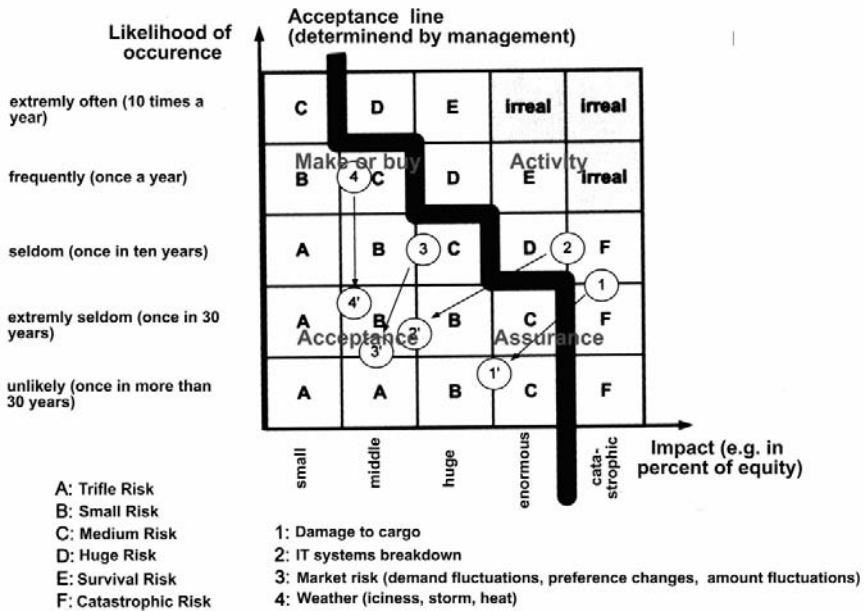 Acceptance line
(determinend by management)
Likelihood of
occurence
extremly often (10 times a
year)
C D E irreal irreal
Make or buy Activity
frequently (once a year)
B 4 C D E irreal
seldom (once in ten years)
A B 3 C D 2 F
1
4'
extremly seldom (once in 30
years)
A B 2' B C F
Acceptance Assurance
3'
1'
unlikely (once in more than
30 years)
A A B C F
small
middle
huge
enormous
cata-
strophic
Impact (e.g. in
percent of equity)
A: Trifle Risk
B: Small Risk
C: Medium Risk
D: Huge Risk
E: Survival Risk
F: Catastrophic Risk
1: Damage to cargo
2: IT systems breakdown
3: Market risk (demand fluctuations, preference changes, amount fluctuations)
4: Weather (iciness, storm, heat)